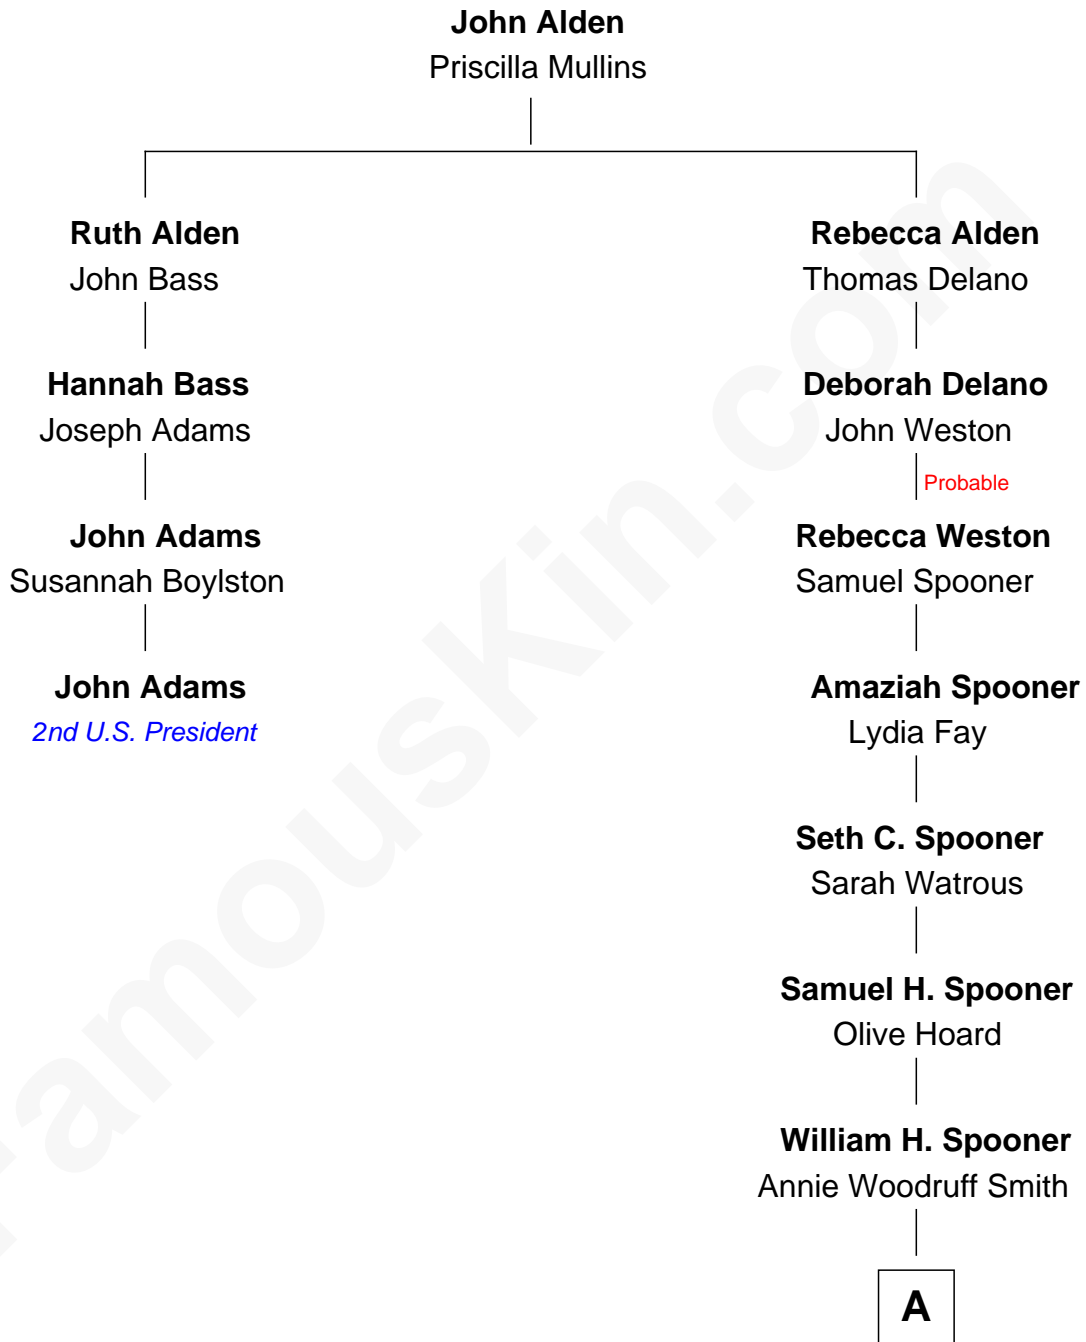 John Alden
Priscilla Mullins
Ruth Alden
John Bass
Hannah Bass
Joseph Adams
John Adams
Susannah Boylston
John Adams
2nd U.S. President
Rebecca Alden
Thomas Delano
Deborah Delano
John Weston
Probable
Rebecca Weston
Samuel Spooner
Amaziah Spooner
Lydia Fay
Seth C. Spooner
Sarah Watrous
Samuel H. Spooner
Olive Hoard
William H. Spooner
Annie Woodruff Smith
A
FamousKin.com